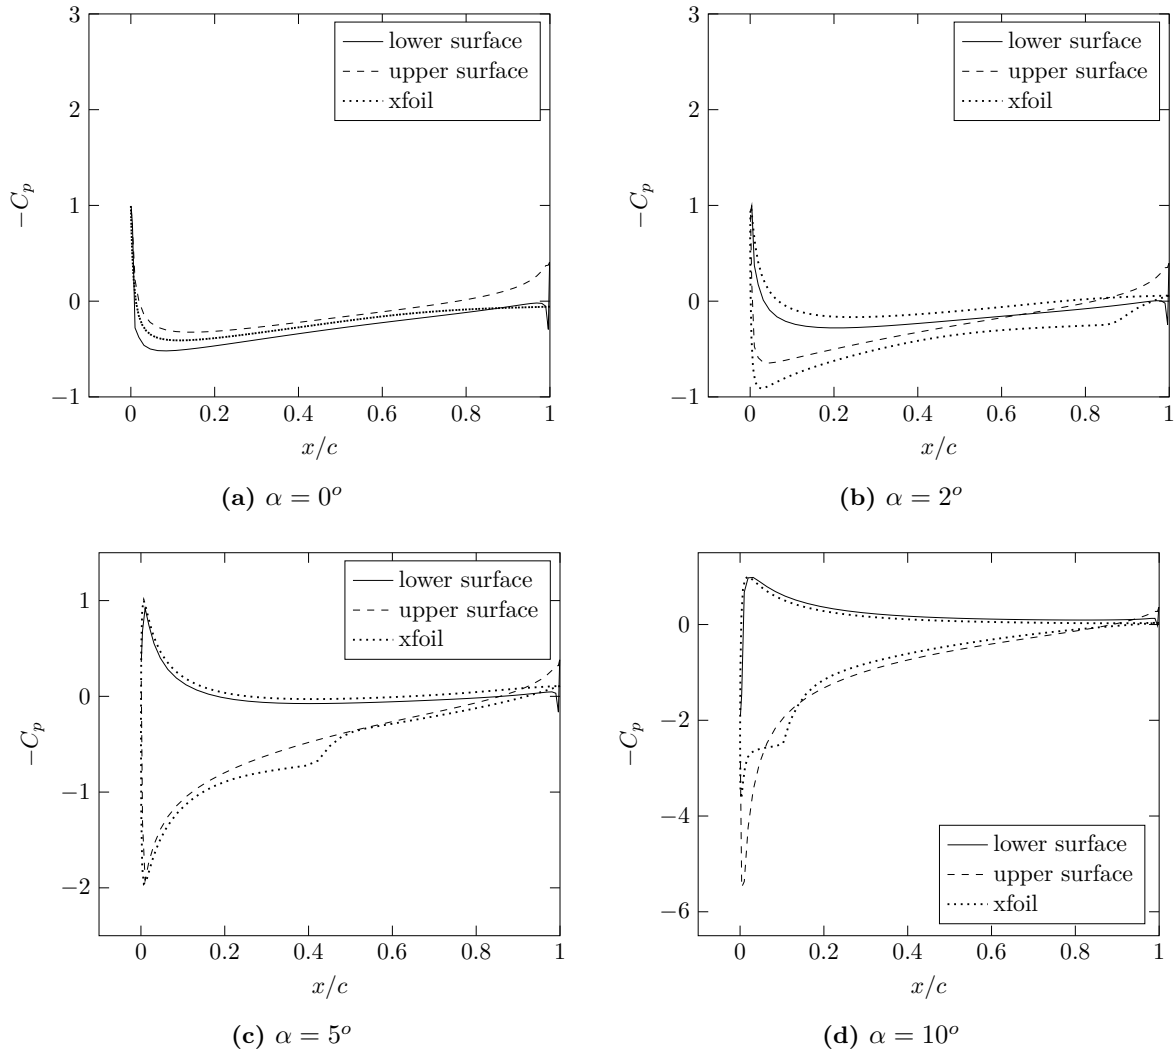 3
2
1
0
−1
−C_p
0
0.2
0.4
0.6
0.8
1
x/c
lower surface
upper surface
xfoil
(a) α = 0^o
3
2
1
0
−1
−C_p
0
0.2
0.4
0.6
0.8
1
x/c
lower surface
upper surface
xfoil
(b) α = 2^o
1
0
−1
−2
−C_p
0
0.2
0.4
0.6
0.8
1
x/c
lower surface
upper surface
xfoil
(c) α = 5^o
0
−2
−4
−6
−C_p
0
0.2
0.4
0.6
0.8
1
x/c
lower surface
upper surface
xfoil
(d) α = 10^o